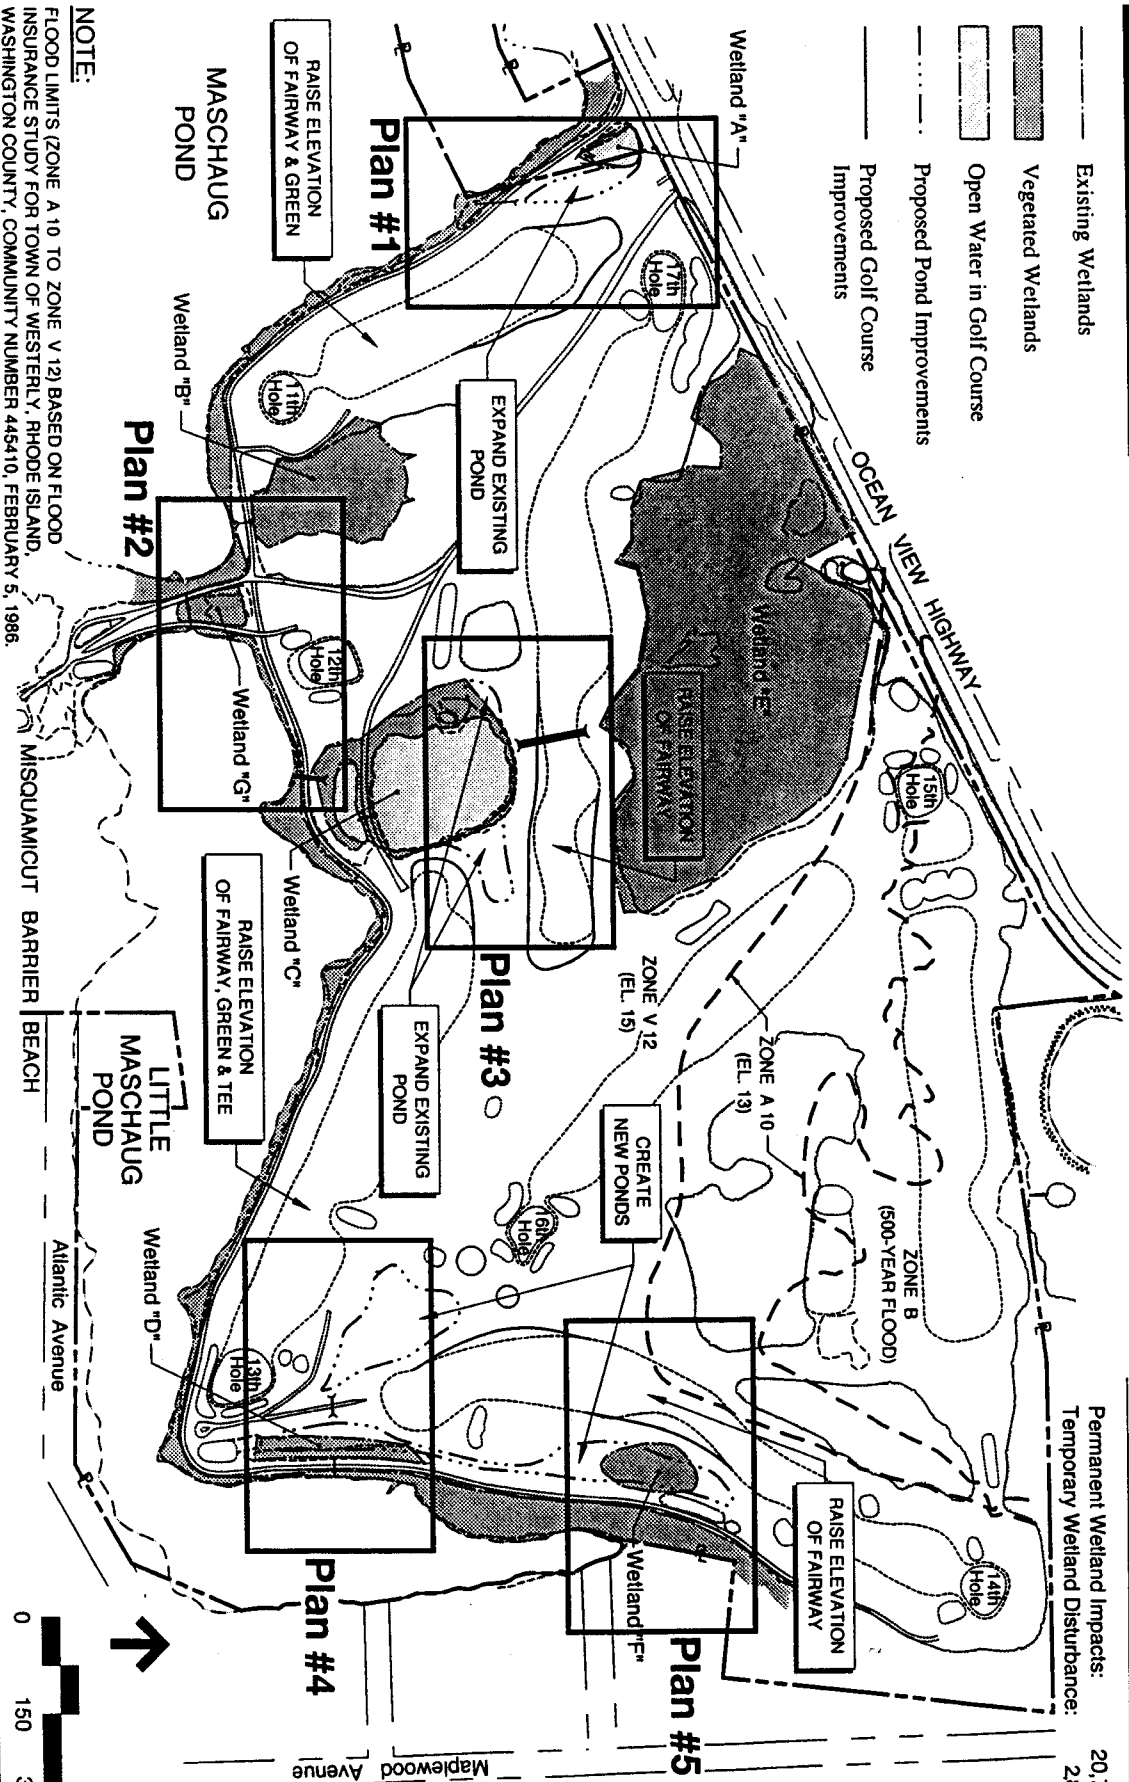 Existing Wetlands
Vegetated Wetlands
Open Water in Golf Course
Proposed Pond Improvements
Proposed Golf Course
Improvements
Permanent Wetland Impacts: 20,
Temporary Wetland Disturbance: 2,
OCEAN VIEW HIGHWAY
Wetland "A"
17th
Hole
Plan #1
RAISE ELEVATION
OF FAIRWAY & GREEN
MASCHAUG
POND
11th
Hole
Wetland "B"
EXPAND EXISTING
POND
Wetland "E"
RAISE ELEVATION
OF FAIRWAY
15th
Hole
Plan #2
12th
Hole
Wetland "G"
Wetland "C"
Plan #3
EXPAND EXISTING
POND
ZONE V 12
(EL. 15)
ZONE A 10
(EL. 13)
ZONE B
(500-YEAR FLOOD)
CREATE
NEW PONDS
16th
Hole
RAISE ELEVATION
OF FAIRWAY, GREEN & TEE
MISQUAMICUT BARRIER BEACH
LITTLE
MASCHAUG
POND
Atlantic Avenue
Wetland "D"
13th
Hole
Plan #4
Wetland "F"
Plan #5
RAISE ELEVATION
OF FAIRWAY
14th
Hole
Maplewood
Avenue
NOTE:
FLOOD LIMITS (ZONE A 10 TO ZONE V 12) BASED ON FLOOD
INSURANCE STUDY FOR TOWN OF WESTERLY, RHODE ISLAND,
WASHINGTON COUNTY, COMMUNITY NUMBER 445410, FEBRUARY 5, 1986.
0 150